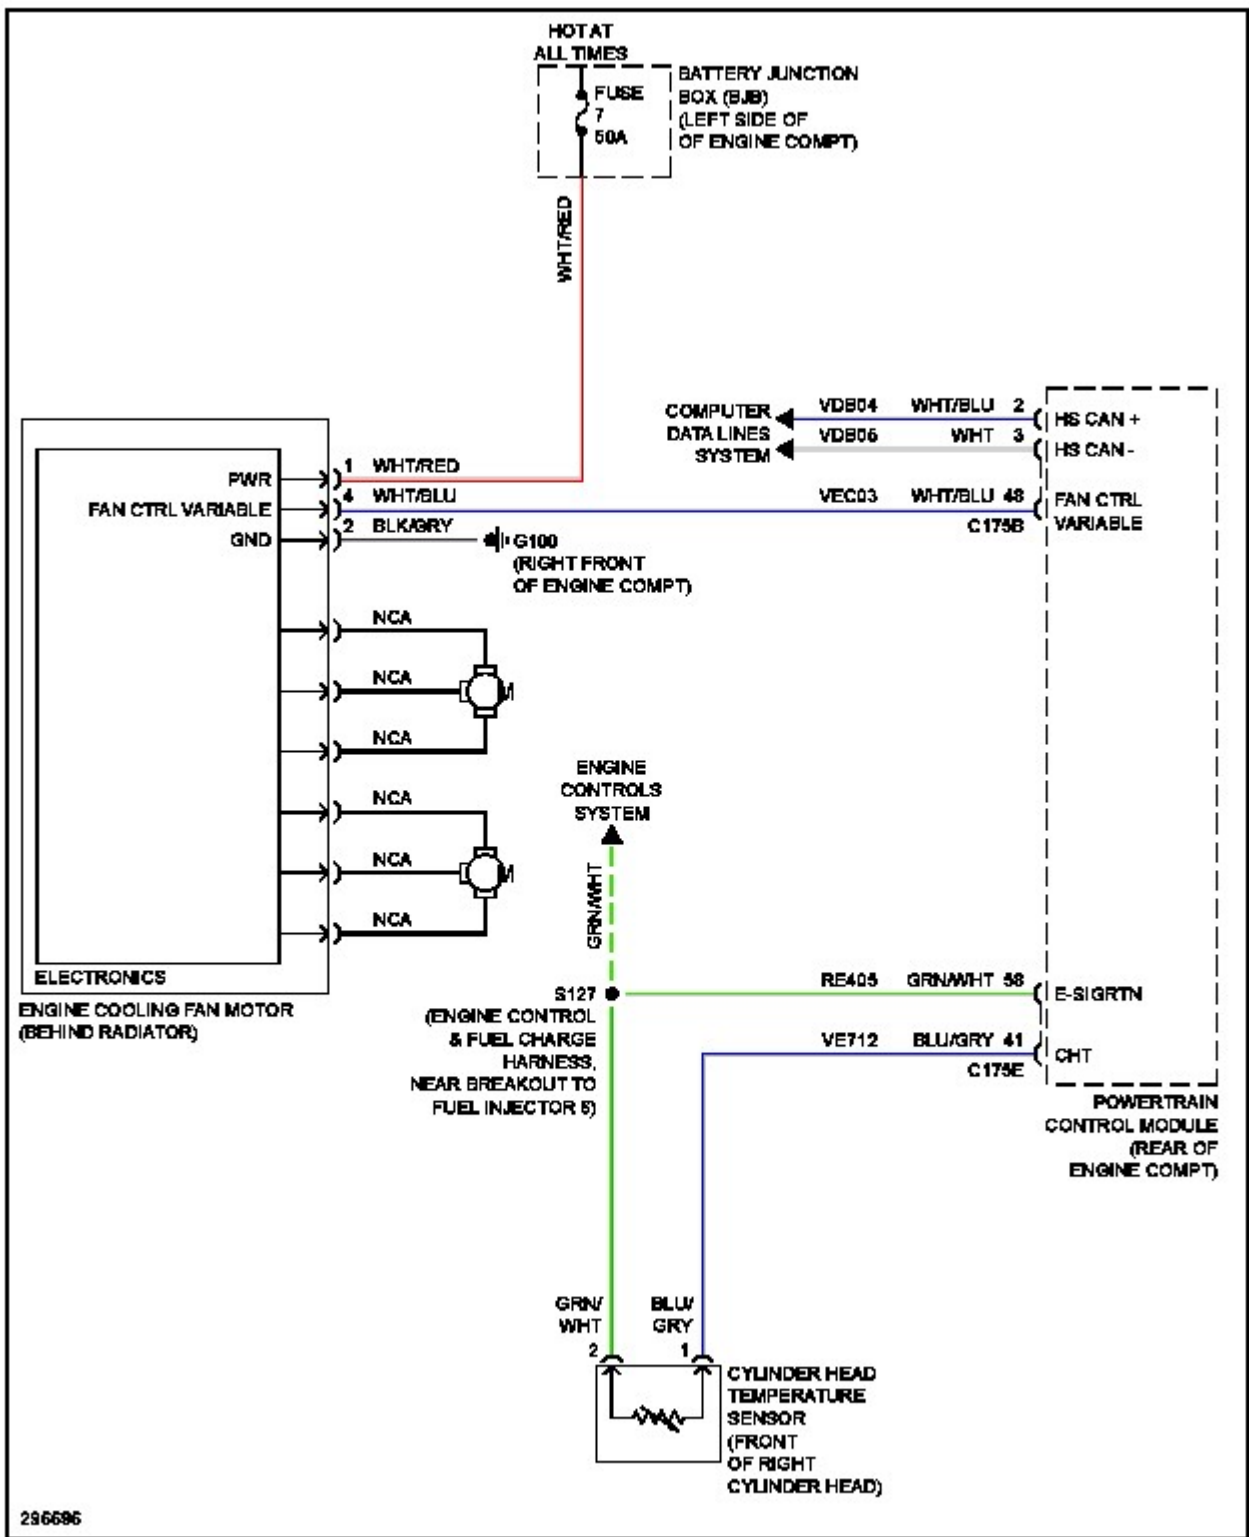 HOT AT
ALL TIMES
FUSE
7
50A
BATTERY JUNCTION
BOX (BJB)
(LEFT SIDE OF
OF ENGINE COMPT)
WHT/RED
COMPUTER
DATA LINES
SYSTEM
VDB04 WHT/BLU 2
HS CAN +
VDB05 WHT 3
HS CAN -
PWR
1 WHT/RED
FAN CTRL VARIABLE
4 WHT/BLU
VEC03 WHT/BLU 48
C175B
FAN CTRL
VARIABLE
GND
2 BLK/GRY
G100
(RIGHT FRONT
OF ENGINE COMPT)
NCA
NCA
M
NCA
NCA
NCA
M
NCA
ELECTRONICS
ENGINE COOLING FAN MOTOR
(BEHIND RADIATOR)
ENGINE
CONTROLS
SYSTEM
GRN/WHT
S127
(ENGINE CONTROL
& FUEL CHARGE
HARNESS,
NEAR BREAKOUT TO
FUEL INJECTOR 6)
RE405 GRN/WHT 58
E-SIGRTN
VE712 BLU/GRY 41
C175E
CHT
POWERTRAIN
CONTROL MODULE
(REAR OF
ENGINE COMPT)
GRN/
WHT
2
BLU/
GRY
1
CYLINDER HEAD
TEMPERATURE
SENSOR
(FRONT
OF RIGHT
CYLINDER HEAD)
296696